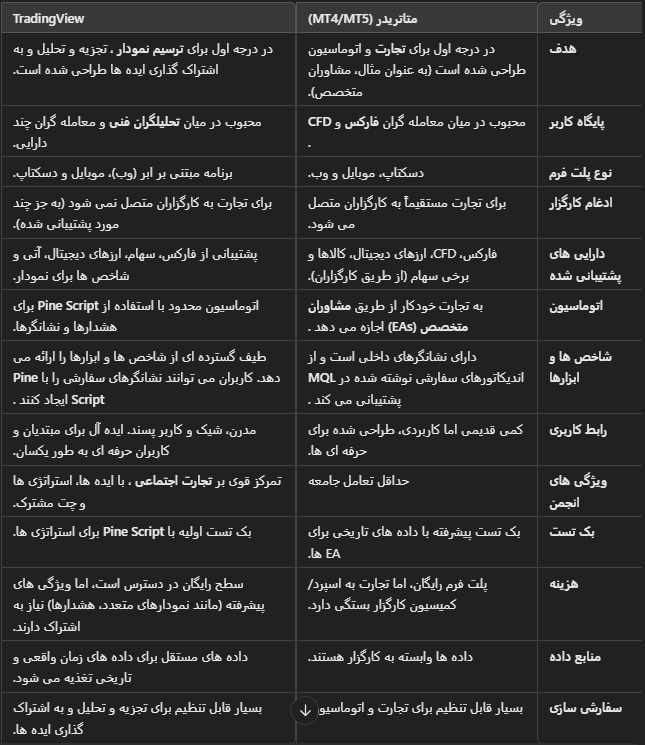 ویژگی
متاتریدر (MT4/MT5)
TradingView
هدف
در درجه اول برای تجارت و اتوماسیون
طراحی شده است (به عنوان مثال، مشاوران
متخصص).
در درجه اول برای ترسیم نمودار ، تجزیه و تحلیل و به
اشتراک گذاری ایده ها طراحی شده است.
پایگاه کاربر
محبوب در میان معامله گران فارکس و CFD
.
محبوب در میان تحلیلگران فنی و معامله گران چند
دارایی.
نوع پلت فرم
دسکتاپ، موبایل و وب.
برنامه مبتنی بر ابر (وب)، موبایل و دسکتاپ.
ادغام کارگزار
برای تجارت مستقیماً به کارگزاران متصل
می شود.
برای تجارت به کارگزاران متصل نمی شود (به جز چند
مورد پشتیبانی شده).
دارایی های
پشتیبانی شده
فارکس، CFD، ارزهای دیجیتال، کالاها و
برخی سهام (از طریق کارگزاران).
پشتیبانی از فارکس، سهام، ارزهای دیجیتال، آتی و
شاخص ها برای نمودار.
اتوماسیون
به تجارت خودکار از طریق مشاوران
متخصص (EAs) اجازه می دهد .
اتوماسیون محدود با استفاده از Pine Script برای
هشدارها و نشانگرها.
شاخص ها و
ابزارها
دارای نشانگرهای داخلی است و از
اندیکاتورهای سفارشی نوشته شده در MQL
پشتیبانی می کند .
طیف گسترده ای از شاخص ها و ابزارها را ارائه می
دهد. کاربران می توانند نشانگرهای سفارشی را با Pine
Script ایجاد کنند .
رابط کاربری
کمی قدیمی اما کاربردی، طراحی شده برای
حرفه ای ها.
مدرن، شیک و کاربر پسند. ایده آل برای مبتدیان و
کاربران حرفه ای به طور یکسان.
ویژگی های
انجمن
حداقل تعامل جامعه
تمرکز قوی بر تجارت اجتماعی ، با ایده ها، استراتژی ها
و چت مشترک.
بک تست
بک تست پیشرفته با داده های تاریخی برای
EA ها.
بک تست اولیه با Pine Script برای استراتژی ها.
هزینه
پلت فرم رایگان، اما تجارت به اسپرد/
کمیسیون کارگزار بستگی دارد.
سطح رایگان در دسترس است، اما ویژگی های
پیشرفته (مانند نمودارهای متعدد، هشدارها) نیاز به
اشتراک دارند.
منابع داده
داده ها وابسته به کارگزار هستند.
داده های مستقل برای داده های زمان واقعی و
تاریخی تغذیه می شود.
سفارشی سازی
بسیار قابل تنظیم برای تجارت و اتوماسیو
بسیار قابل تنظیم برای تجزیه و تحلیل و به اشتراک
گذاری ایده ها.